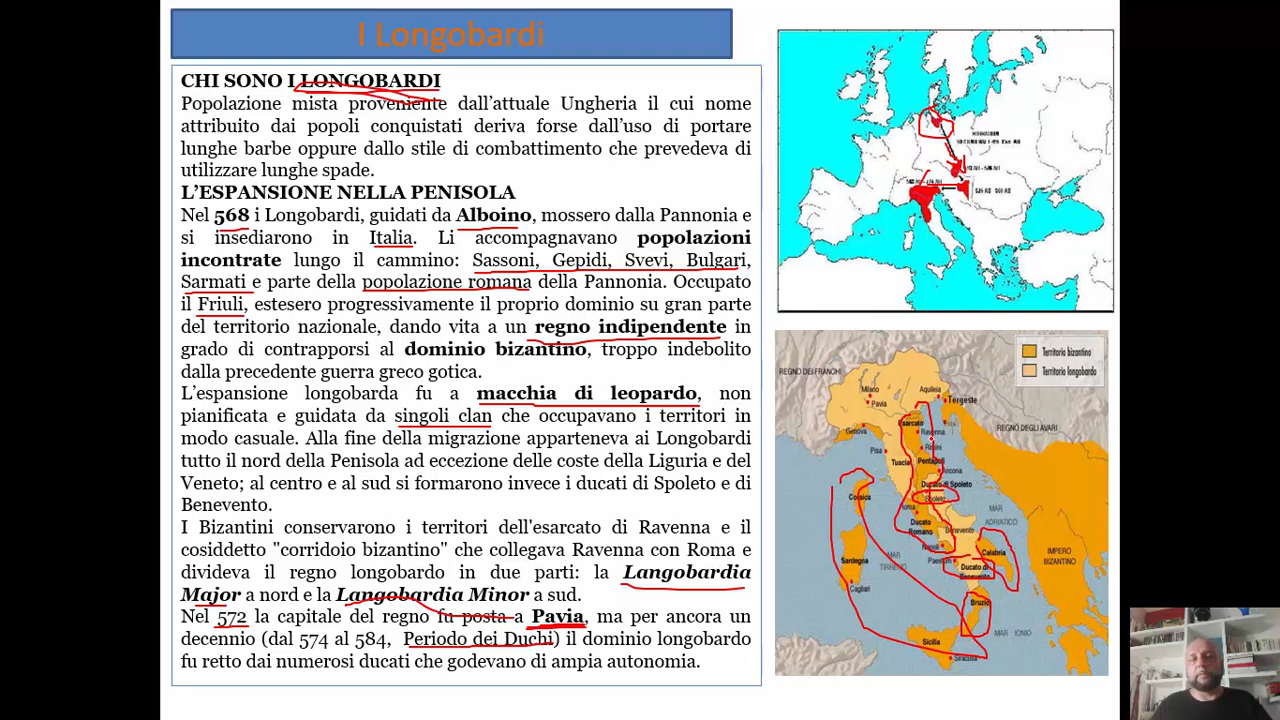 I Longobardi
CHI SONO I LONGOBARDI
Popolazione mista proveniente dall'attuale Ungheria il cui nome
attribuito dai popoli conquistati deriva forse dall'uso di portare
lunghe barbe oppure dallo stile di combattimento che prevedeva di
utilizzare lunghe spade.
L'ESPANSIONE NELLA PENISOLA
Nel 568 i Longobardi, guidati da Alboino, mossero dalla Pannonia e
si insediarono in Italia. Li accompagnavano popolazioni
incontrate lungo il cammino: Sassoni, Gepidi, Svevi, Bulgari,
Sarmati e parte della popolazione romana della Pannonia. Occupato
il Friuli, estesero progressivamente il proprio dominio su gran parte
del territorio nazionale, dando vita a un regno indipendente in
grado di contrapporsi al dominio bizantino, troppo indebolito
dalla precedente guerra greco gotica.
L'espansione longobarda fu a macchia di leopardo, non
pianificata e guidata da singoli clan che occupavano i territori in
modo casuale. Alla fine della migrazione apparteneva ai Longobardi
tutto il nord della Penisola ad eccezione delle coste della Liguria e del
Veneto; al centro e al sud si formarono invece i ducati di Spoleto e di
Benevento.
I Bizantini conservarono i territori dell'esarcato di Ravenna e il
cosiduetto "corridoio bizantino" che collegava Ravenna con Roma e
divideva il regno longobardo in due parti: la Langobardia
Major a nord e la Langobardia Minor a sud.
Nel 572 la capitale del regno fu posta a Pavia, ma per ancora un
decennio (dal 574 al 584, Periodo dei Duchi) il dominio longobardo
fu retto dai numerosi ducati che godevano di ampia autonomia.
Territorio bizantino
Territorio longobardo
REGNO DEI FRANCHI
Milano
Pavia
Aquileia
Tergeste
Genova
Esarcato
Ravenna
REGNO DEGLI AVARI
Pisa
Rimini
Tuscia
Pentapoli
Ancona
Ducato di Spoleto
Corsica
Spoleto
Roma
MAR
ADRIATICO
Ducato
Romano
Benevento
Napoli
Calabria
MAR
TIRRENO
Sardegna
Paestum
Ducato di
Benevento
IMPERO
BIZANTINO
Cagliari
Bruzio
MAR IONIO
Sicilia
Siracusa